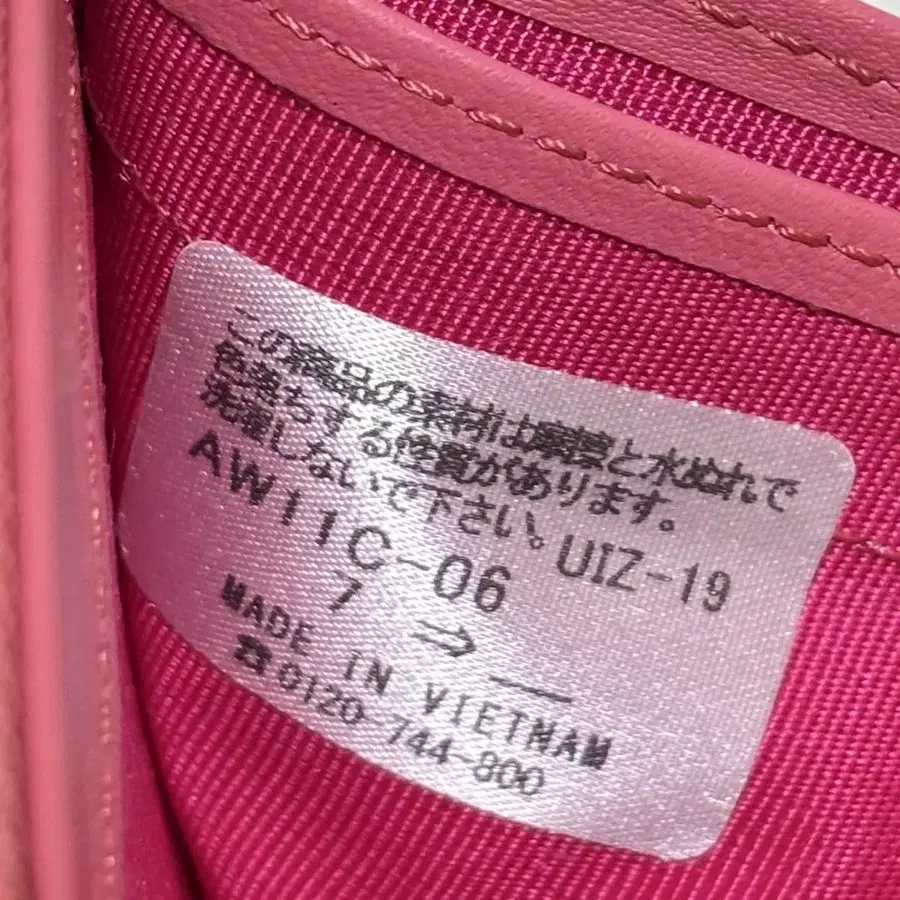 この商品の素材は摩擦と水ぬれで
色落ちする性質があります。
洗濯しないで下さい。UIZ-19
AW11C-06
7 ⇒ __
MADE IN VIETNAM
☎0120-744-800